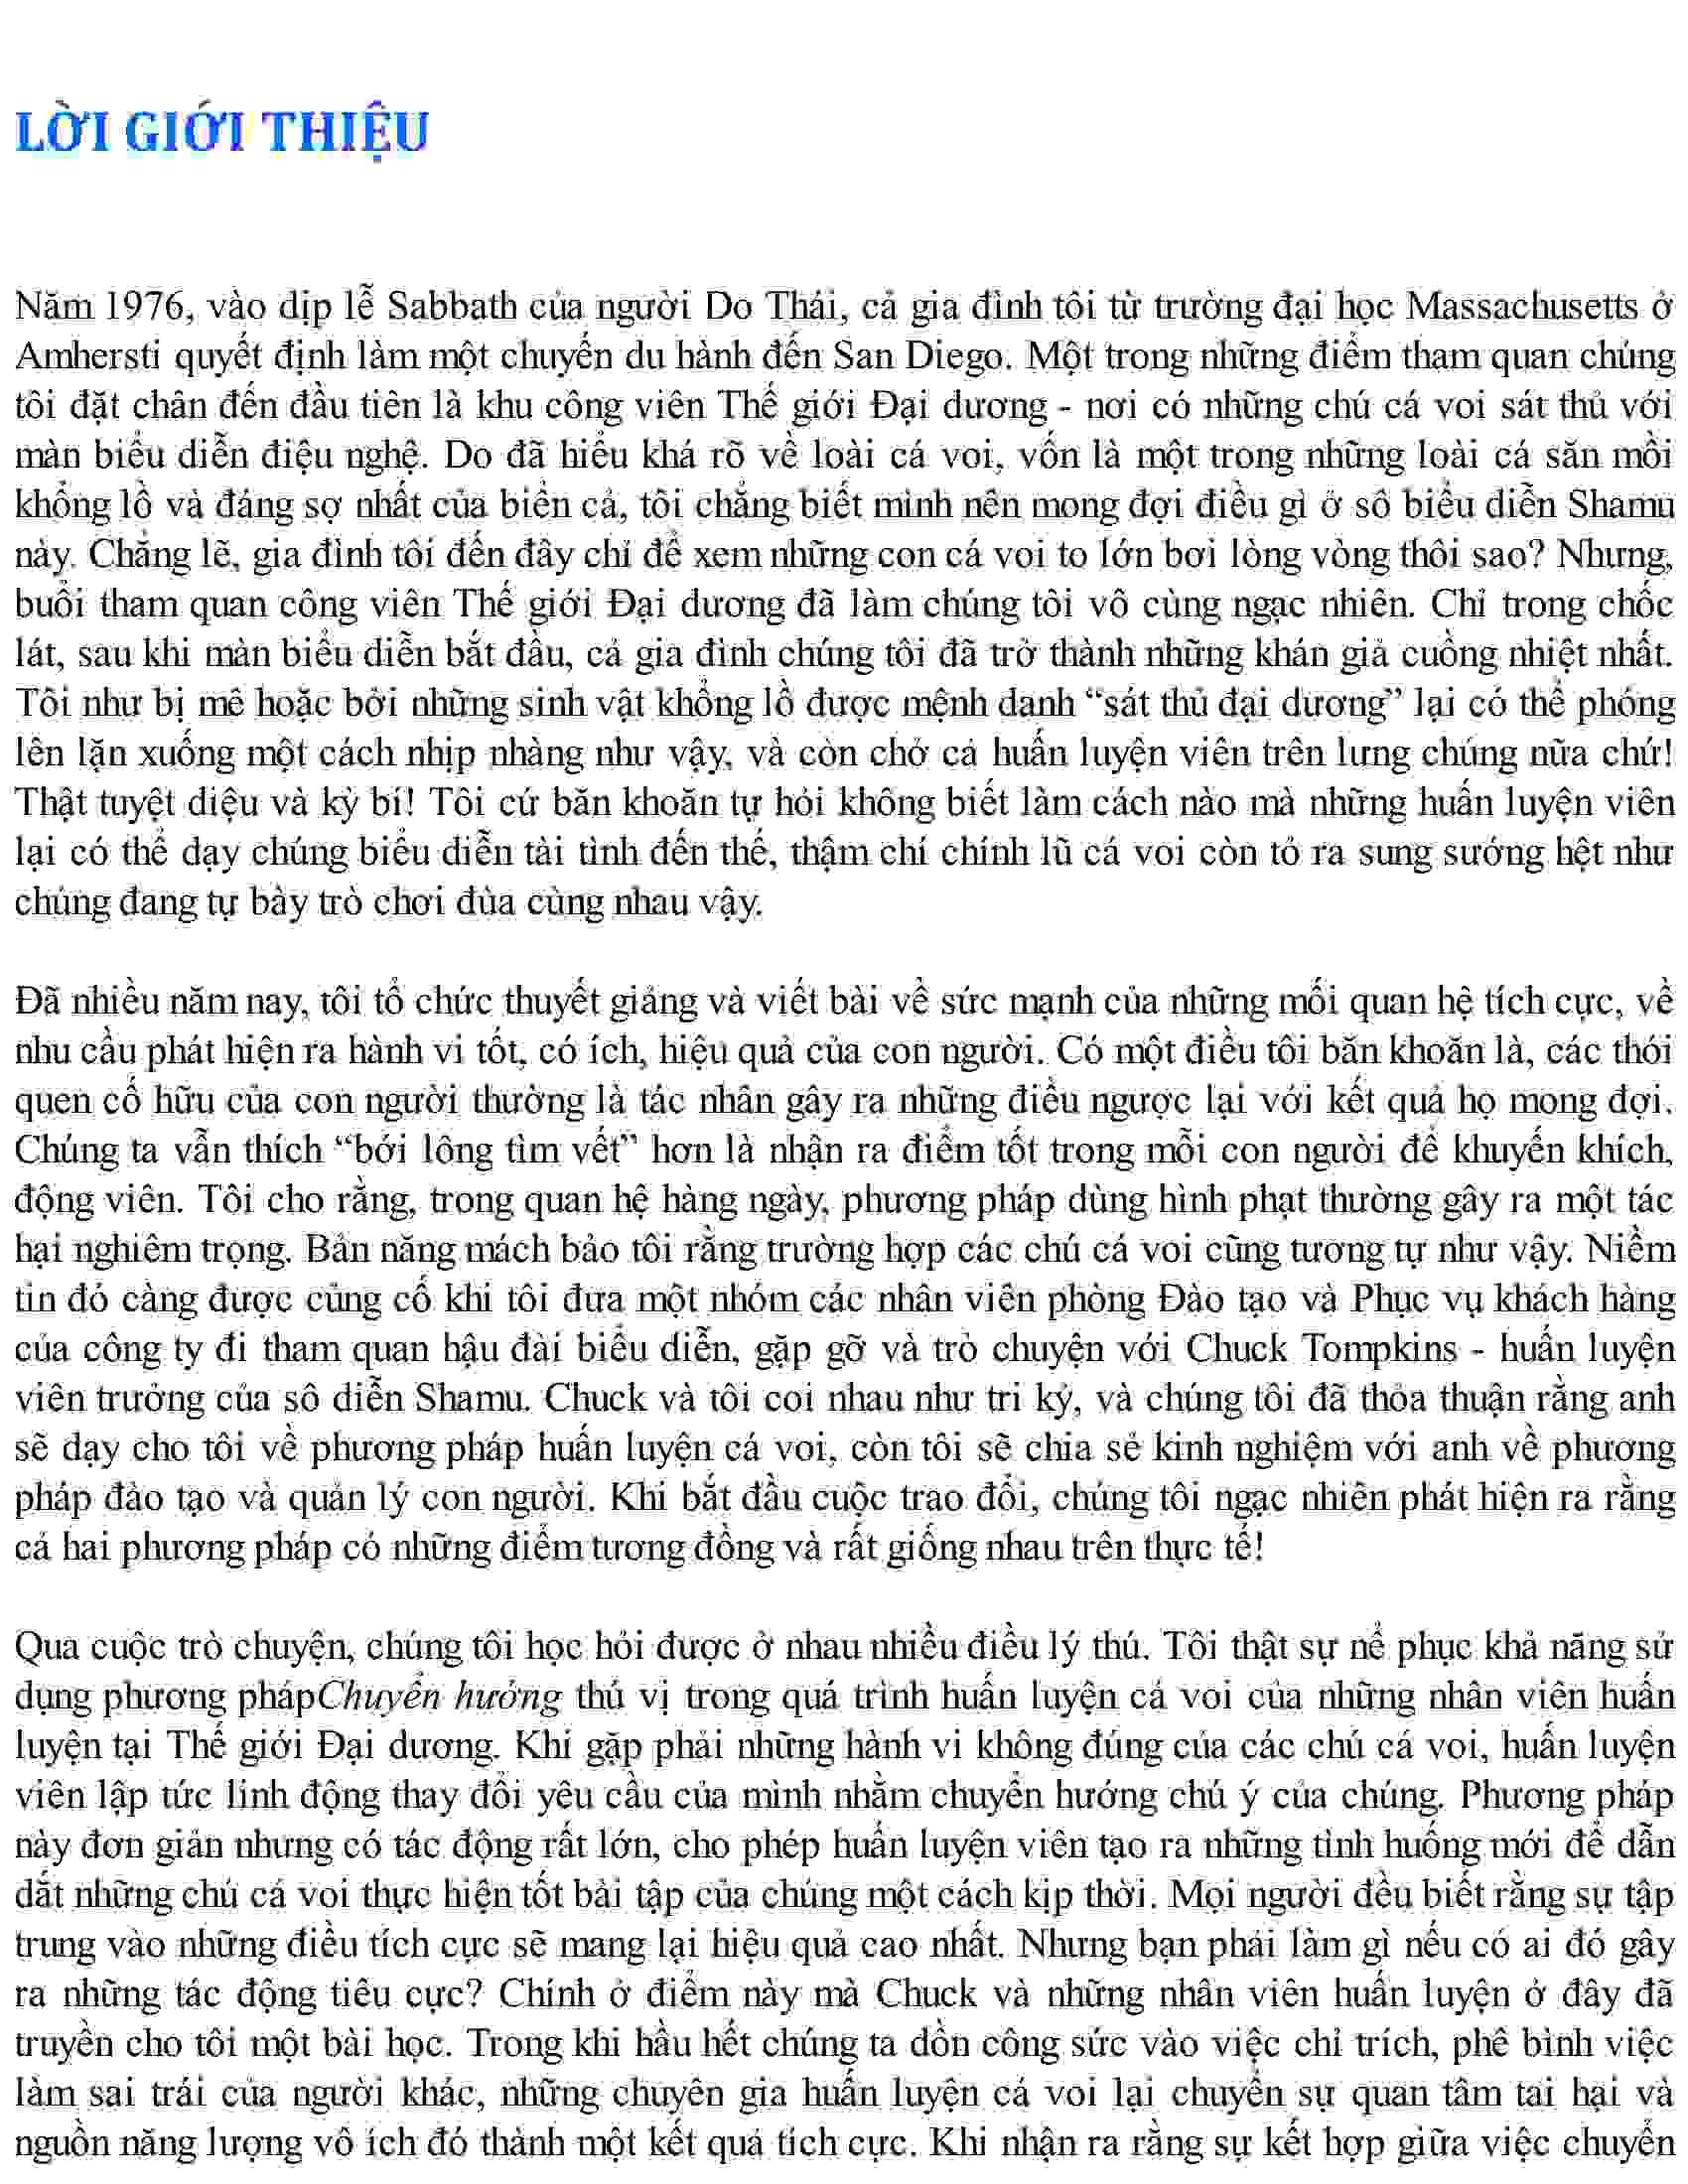 LỜI GIỚI THIỆU
Năm 1976, vào dịp lễ Sabbath của người Do Thái, cả gia đình tôi từ trường đại học Massachusetts ở
Amhersti quyết định làm một chuyến du hành đến San Diego. Một trong những điểm tham quan chúng
tôi đặt chân đến đầu tiên là khu công viên Thế giới Đại dương - nơi có những chú cá voi sát thủ với
màn biểu diễn điệu nghệ. Do đã hiểu khá rõ về loài cá voi, vốn là một trong những loài cá săn mồi
khổng lồ và đáng sợ nhất của biển cả, tôi chẳng biết mình nên mong đợi điều gì ở sô biểu diễn Shamu
này. Chẳng lẽ, gia đình tôi đến đây chỉ để xem những con cá voi to lớn bơi lòng vòng thôi sao? Nhưng,
buổi tham quan công viên Thế giới Đại dương đã làm chúng tôi vô cùng ngạc nhiên. Chỉ trong chốc
lát, sau khi màn biểu diễn bắt đầu, cả gia đình chúng tôi đã trở thành những khán giả cuồng nhiệt nhất.
Tôi như bị mê hoặc bởi những sinh vật khổng lồ được mệnh danh “sát thủ đại dương” lại có thể phóng
lên lặn xuống một cách nhịp nhàng như vậy, và còn chở cả huấn luyện viên trên lưng chúng nữa chứ!
Thật tuyệt diệu và kỳ bí! Tôi cứ băn khoăn tự hỏi không biết làm cách nào mà những huấn luyện viên
lại có thể dạy chúng biểu diễn tài tình đến thế, thậm chí chính lũ cá voi còn tỏ ra sung sướng hệt như
chúng đang tự bày trò chơi đùa cùng nhau vậy.
Đã nhiều năm nay, tôi tổ chức thuyết giảng và viết bài về sức mạnh của những mối quan hệ tích cực, về
nhu cầu phát hiện ra hành vi tốt, có ích, hiệu quả của con người. Có một điều tôi băn khoăn là, các thói
quen cố hữu của con người thường là tác nhân gây ra những điều ngược lại với kết quả họ mong đợi.
Chúng ta vẫn thích “bới lông tìm vết” hơn là nhận ra điểm tốt trong mỗi con người để khuyến khích,
động viên. Tôi cho rằng, trong quan hệ hàng ngày, phương pháp dùng hình phạt thường gây ra một tác
hại nghiêm trọng. Bản năng mách bảo tôi rằng trường hợp các chú cá voi cũng tương tự như vậy. Niềm
tin đó càng được củng cố khi tôi đưa một nhóm các nhân viên phòng Đào tạo và Phục vụ khách hàng
của công ty đi tham quan hậu đài biểu diễn, gặp gỡ và trò chuyện với Chuck Tompkins - huấn luyện
viên trưởng của sô diễn Shamu. Chuck và tôi coi nhau như tri kỷ, và chúng tôi đã thỏa thuận rằng anh
sẽ dạy cho tôi về phương pháp huấn luyện cá voi, còn tôi sẽ chia sẻ kinh nghiệm với anh về phương
pháp đào tạo và quản lý con người. Khi bắt đầu cuộc trao đổi, chúng tôi ngạc nhiên phát hiện ra rằng
cả hai phương pháp có những điểm tương đồng và rất giống nhau trên thực tế!
Qua cuộc trò chuyện, chúng tôi học hỏi được ở nhau nhiều điều lý thú. Tôi thật sự nể phục khả năng sử
dụng phương phápChuyển hướng thú vị trong quá trình huấn luyện cá voi của những nhân viên huấn
luyện tại Thế giới Đại dương. Khi gặp phải những hành vi không đúng của các chú cá voi, huấn luyện
viên lập tức linh động thay đổi yêu cầu của mình nhằm chuyển hướng chú ý của chúng. Phương pháp
này đơn giản nhưng có tác động rất lớn, cho phép huấn luyện viên tạo ra những tình huống mới để dẫn
dắt những chú cá voi thực hiện tốt bài tập của chúng một cách kịp thời. Mọi người đều biết rằng sự tập
trung vào những điều tích cực sẽ mang lại hiệu quả cao nhất. Nhưng bạn phải làm gì nếu có ai đó gây
ra những tác động tiêu cực? Chính ở điểm này mà Chuck và những nhân viên huấn luyện ở đây đã
truyền cho tôi một bài học. Trong khi hầu hết chúng ta dồn công sức vào việc chỉ trích, phê bình việc
làm sai trái của người khác, những chuyên gia huấn luyện cá voi lại chuyển sự quan tâm tai hại và
nguồn năng lượng vô ích đó thành một kết quả tích cực. Khi nhận ra rằng sự kết hợp giữa việc chuyển